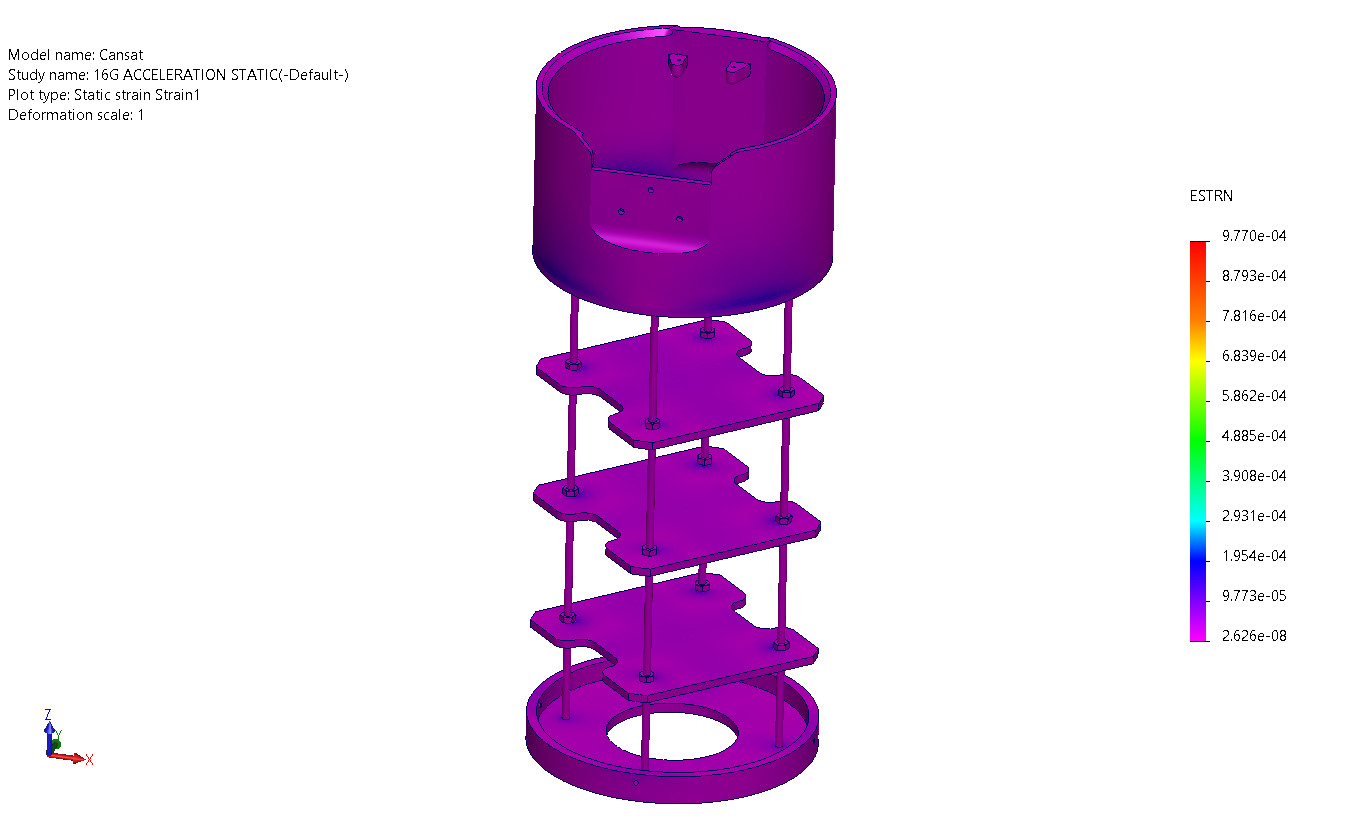 Model name: Cansat
Study name: 16G ACCELERATION STATIC(-Default-)
Plot type: Static strain Strain1
Deformation scale: 1
ESTRN
9.770e-04
8.793e-04
7.816e-04
6.839e-04
5.862e-04
4.885e-04
3.908e-04
2.931e-04
1.954e-04
9.773e-05
2.626e-08
Z
Y
X